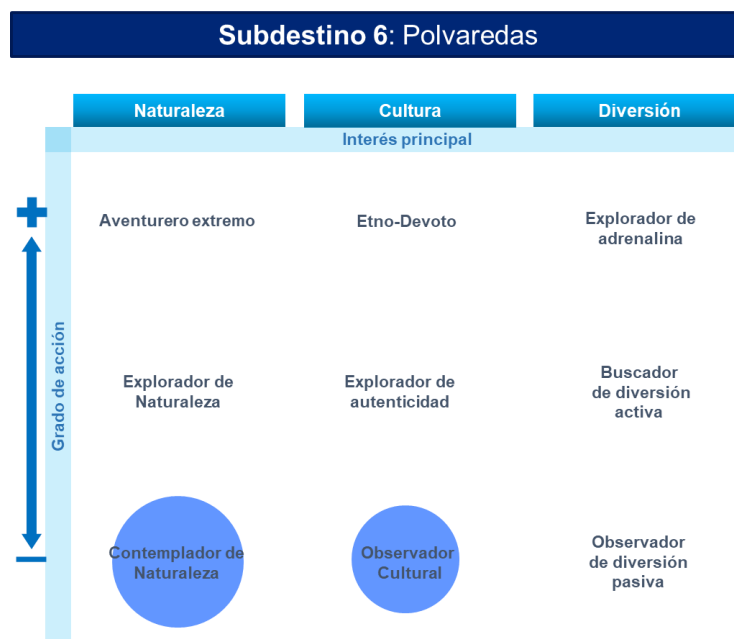 Subdestino 6: Polvaredas
Naturaleza
Cultura
Diversión
Interés principal
Grado de acción
Aventurero extremo
Etno-Devoto
Explorador de
adrenalina
Explorador de
Naturaleza
Explorador de
autenticidad
Buscador
de diversión
activa
Contemplador de
Naturaleza
Observador
Cultural
Observador
de diversión
pasiva